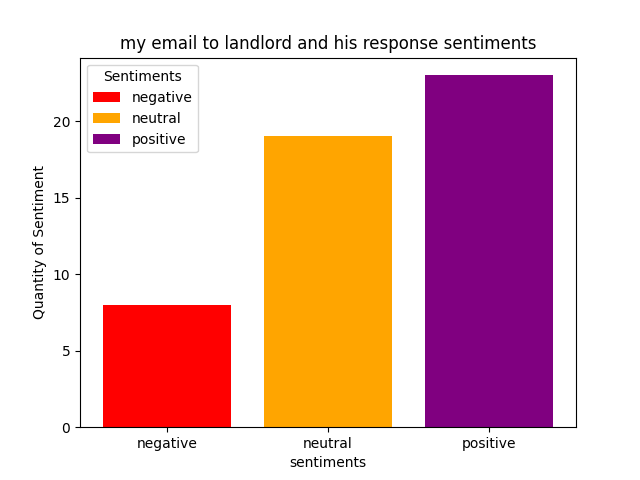 my email to landlord and his response sentiments
Sentiments
negative
neutral
positive
Quantity of Sentiment
20
15
10
5
0
negative neutral positive
sentiments